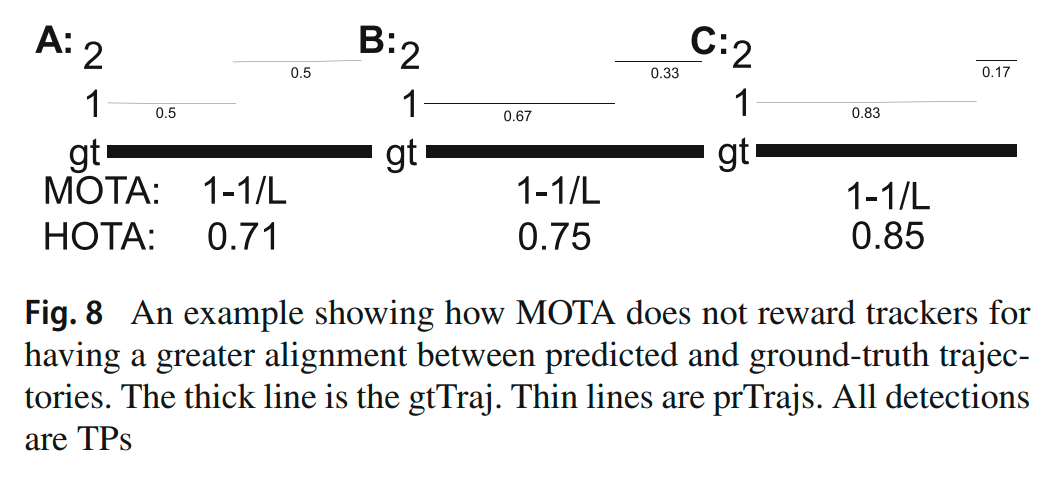 A: 2 B: 2 C: 2
0.5 0.33 0.17
1 0.5 1 0.67 1 0.83
gt gt gt
MOTA: 1-1/L 1-1/L 1-1/L
HOTA: 0.71 0.75 0.85
Fig. 8 An example showing how MOTA does not reward trackers for
having a greater alignment between predicted and ground-truth trajec-
tories. The thick line is the gtTraj. Thin lines are prTrajs. All detections
are TPs